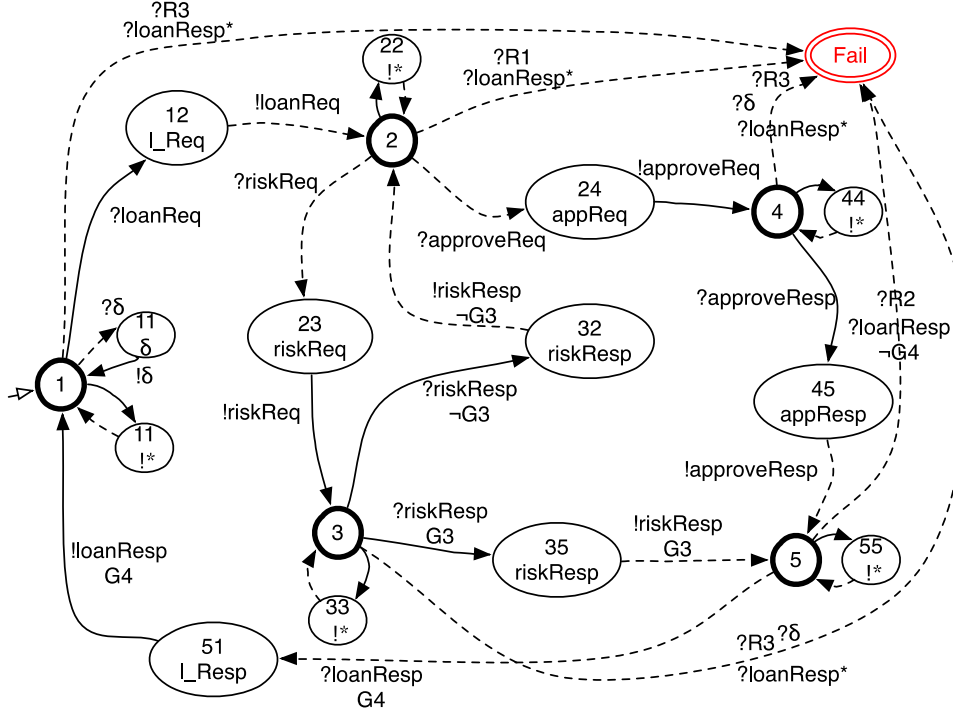 ?R3
?loanResp*
22
!*
?R1
?loanResp*
Fail
?R3
?δ
?loanResp*
12
l_Req
!loanReq
2
?riskReq
!approveReq
24
appReq
4
44
!*
?loanReq
?approveReq
?approveResp
?R2
?loanResp
¬G4
!riskResp
¬G3
?δ
11
δ
!δ
23
riskReq
32
riskResp
1
?riskResp
¬G3
45
appResp
!riskReq
11
!*
!approveResp
?riskResp
G3
!riskResp
G3
3
35
riskResp
5
55
!*
!loanResp
G4
33
!*
51
l_Resp
?R3
?δ
?loanResp*
?loanResp
G4